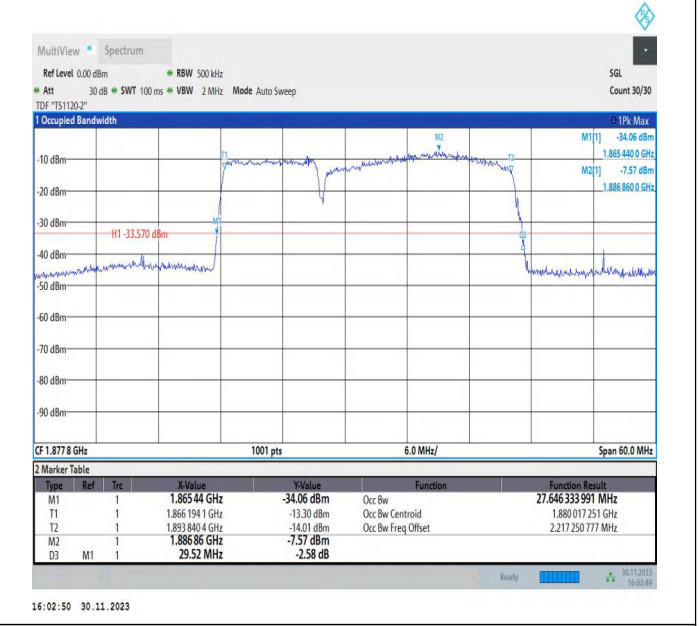 R S
MultiView Spectrum
Ref Level 0.00 dBm RBW 500 kHz SGL
Att 30 dB SWT 100 ms VBW 2 MHz Mode Auto Sweep Count 30/30
TDF "TS1120-2"
1 Occupied Bandwidth 1Pk Max
M1[1] -34.06 dBm
1.865 440 0 GHz
M2[1] -7.57 dBm
1.886 860 0 GHz
M2
T1
T2
-10 dBm
-20 dBm
-30 dBm
M1
H1 -33.570 dBm
D3
-40 dBm
-50 dBm
-60 dBm
-70 dBm
-80 dBm
-90 dBm
CF 1.877 8 GHz 1001 pts 6.0 MHz/ Span 60.0 MHz
2 Marker Table
Type Ref Trc X-Value Y-Value Function Function Result
M1 1 1.865 44 GHz -34.06 dBm Occ Bw 27.646 333 991 MHz
T1 1 1.866 194 1 GHz -13.30 dBm Occ Bw Centroid 1.880 017 251 GHz
T2 1 1.893 840 4 GHz -14.01 dBm Occ Bw Freq Offset 2.217 250 777 MHz
M2 1 1.886 86 GHz -7.57 dBm
D3 M1 1 29.52 MHz -2.58 dB
Ready 30.11.2023
16:02:49
16:02:50 30.11.2023